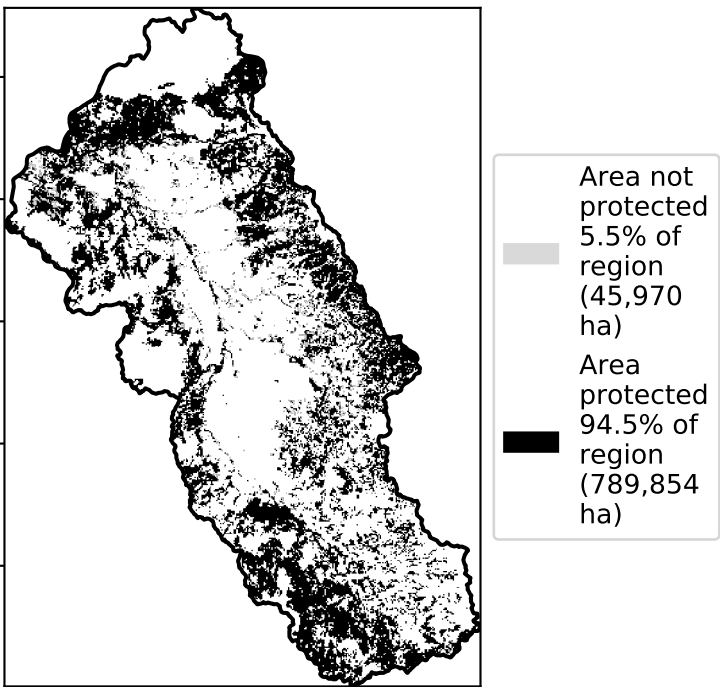 Area not
protected
5.5% of
region
(45,970
ha)
Area
protected
94.5% of
region
(789,854
ha)